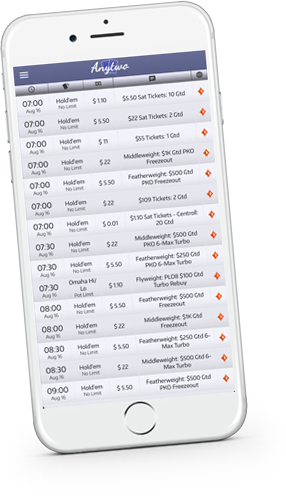 Anytwo
07:00 Hold'em $ 1.10 $5.50 Sat Tickets: 10 Gtd
Aug 16 No Limit
07:00 Hold'em $ 5.50 $22 Sat Tickets: 2 Gtd
Aug 16 No Limit
07:00 Hold'em $ 11 $55 Tickets: 1 Gtd
Aug 16 No Limit
07:00 Hold'em $ 22 Middleweight: $1K Gtd PKO
Aug 16 No Limit Freezeout
07:00 Hold'em $ 5.50 Featherweight: $500 Gtd
Aug 16 No Limit PKO Freezeout
07:00 Hold'em $ 22 $109 Tickets: 2 Gtd
Aug 16 No Limit
07:00 Hold'em $ 0.01 $1.10 Sat Tickets - Centroll:
Aug 16 No Limit 20 Gtd
07:30 Hold'em $ 22 Middleweight: $500 Gtd
Aug 16 No Limit PKO 6-Max Turbo
07:30 Hold'em $ 5.50 Featherweight: $250 Gtd
Aug 16 No Limit PKO 6-Max Turbo
07:30 Omaha Hi/ $ 1.10 Flyweight: PLO8 $100 Gtd
Aug 16 Lo Turbo Rebuy
Pot Limit
08:00 Hold'em $ 5.50 Featherweight: $500 Gtd
Aug 16 No Limit Freezeout
08:00 Hold'em $ 22 Middleweight: $1K Gtd
Aug 16 No Limit Freezeout
08:30 Hold'em $ 5.50 Featherweight: $250 Gtd 6-
Aug 16 No Limit Max Turbo
08:30 Hold'em $ 22 Middleweight: $500 Gtd 6-
Aug 16 No Limit Max Turbo
09:00 Hold'em $ 5.50 Featherweight: $500 Gtd
Aug 16 No Limit PKO Freezeout